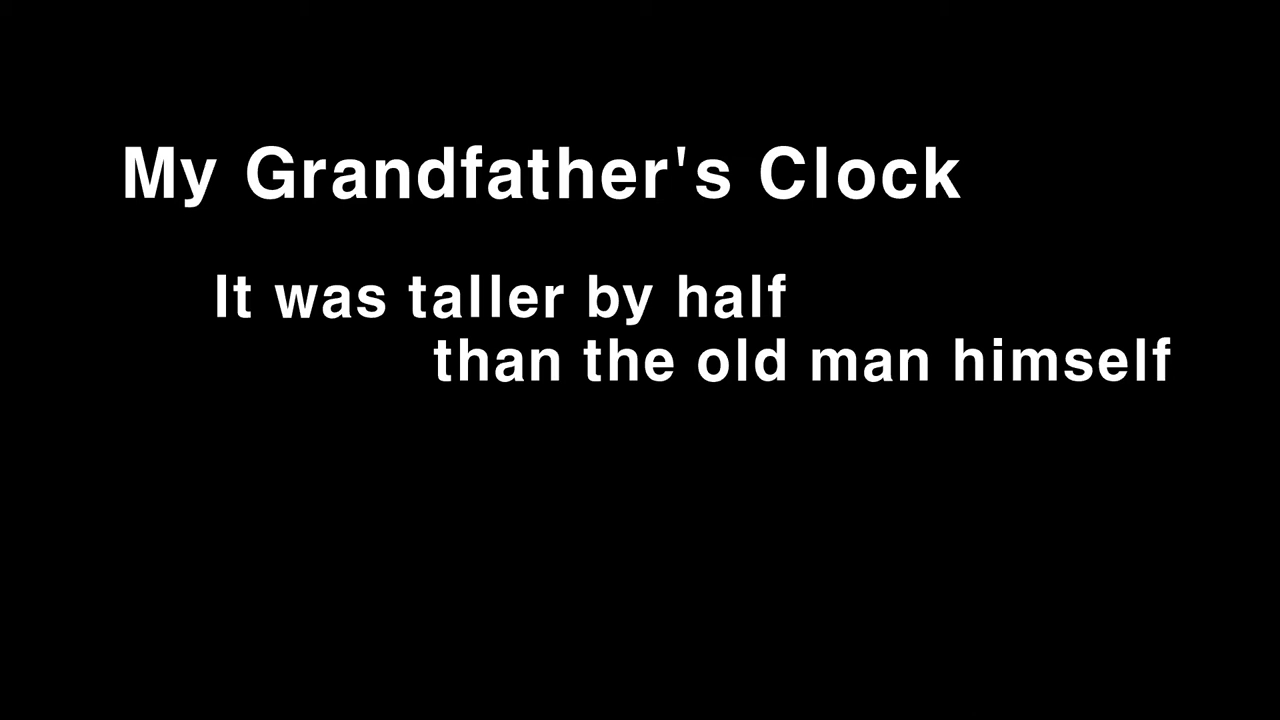 My Grandfather's Clock
It was taller by half
than the old man himself